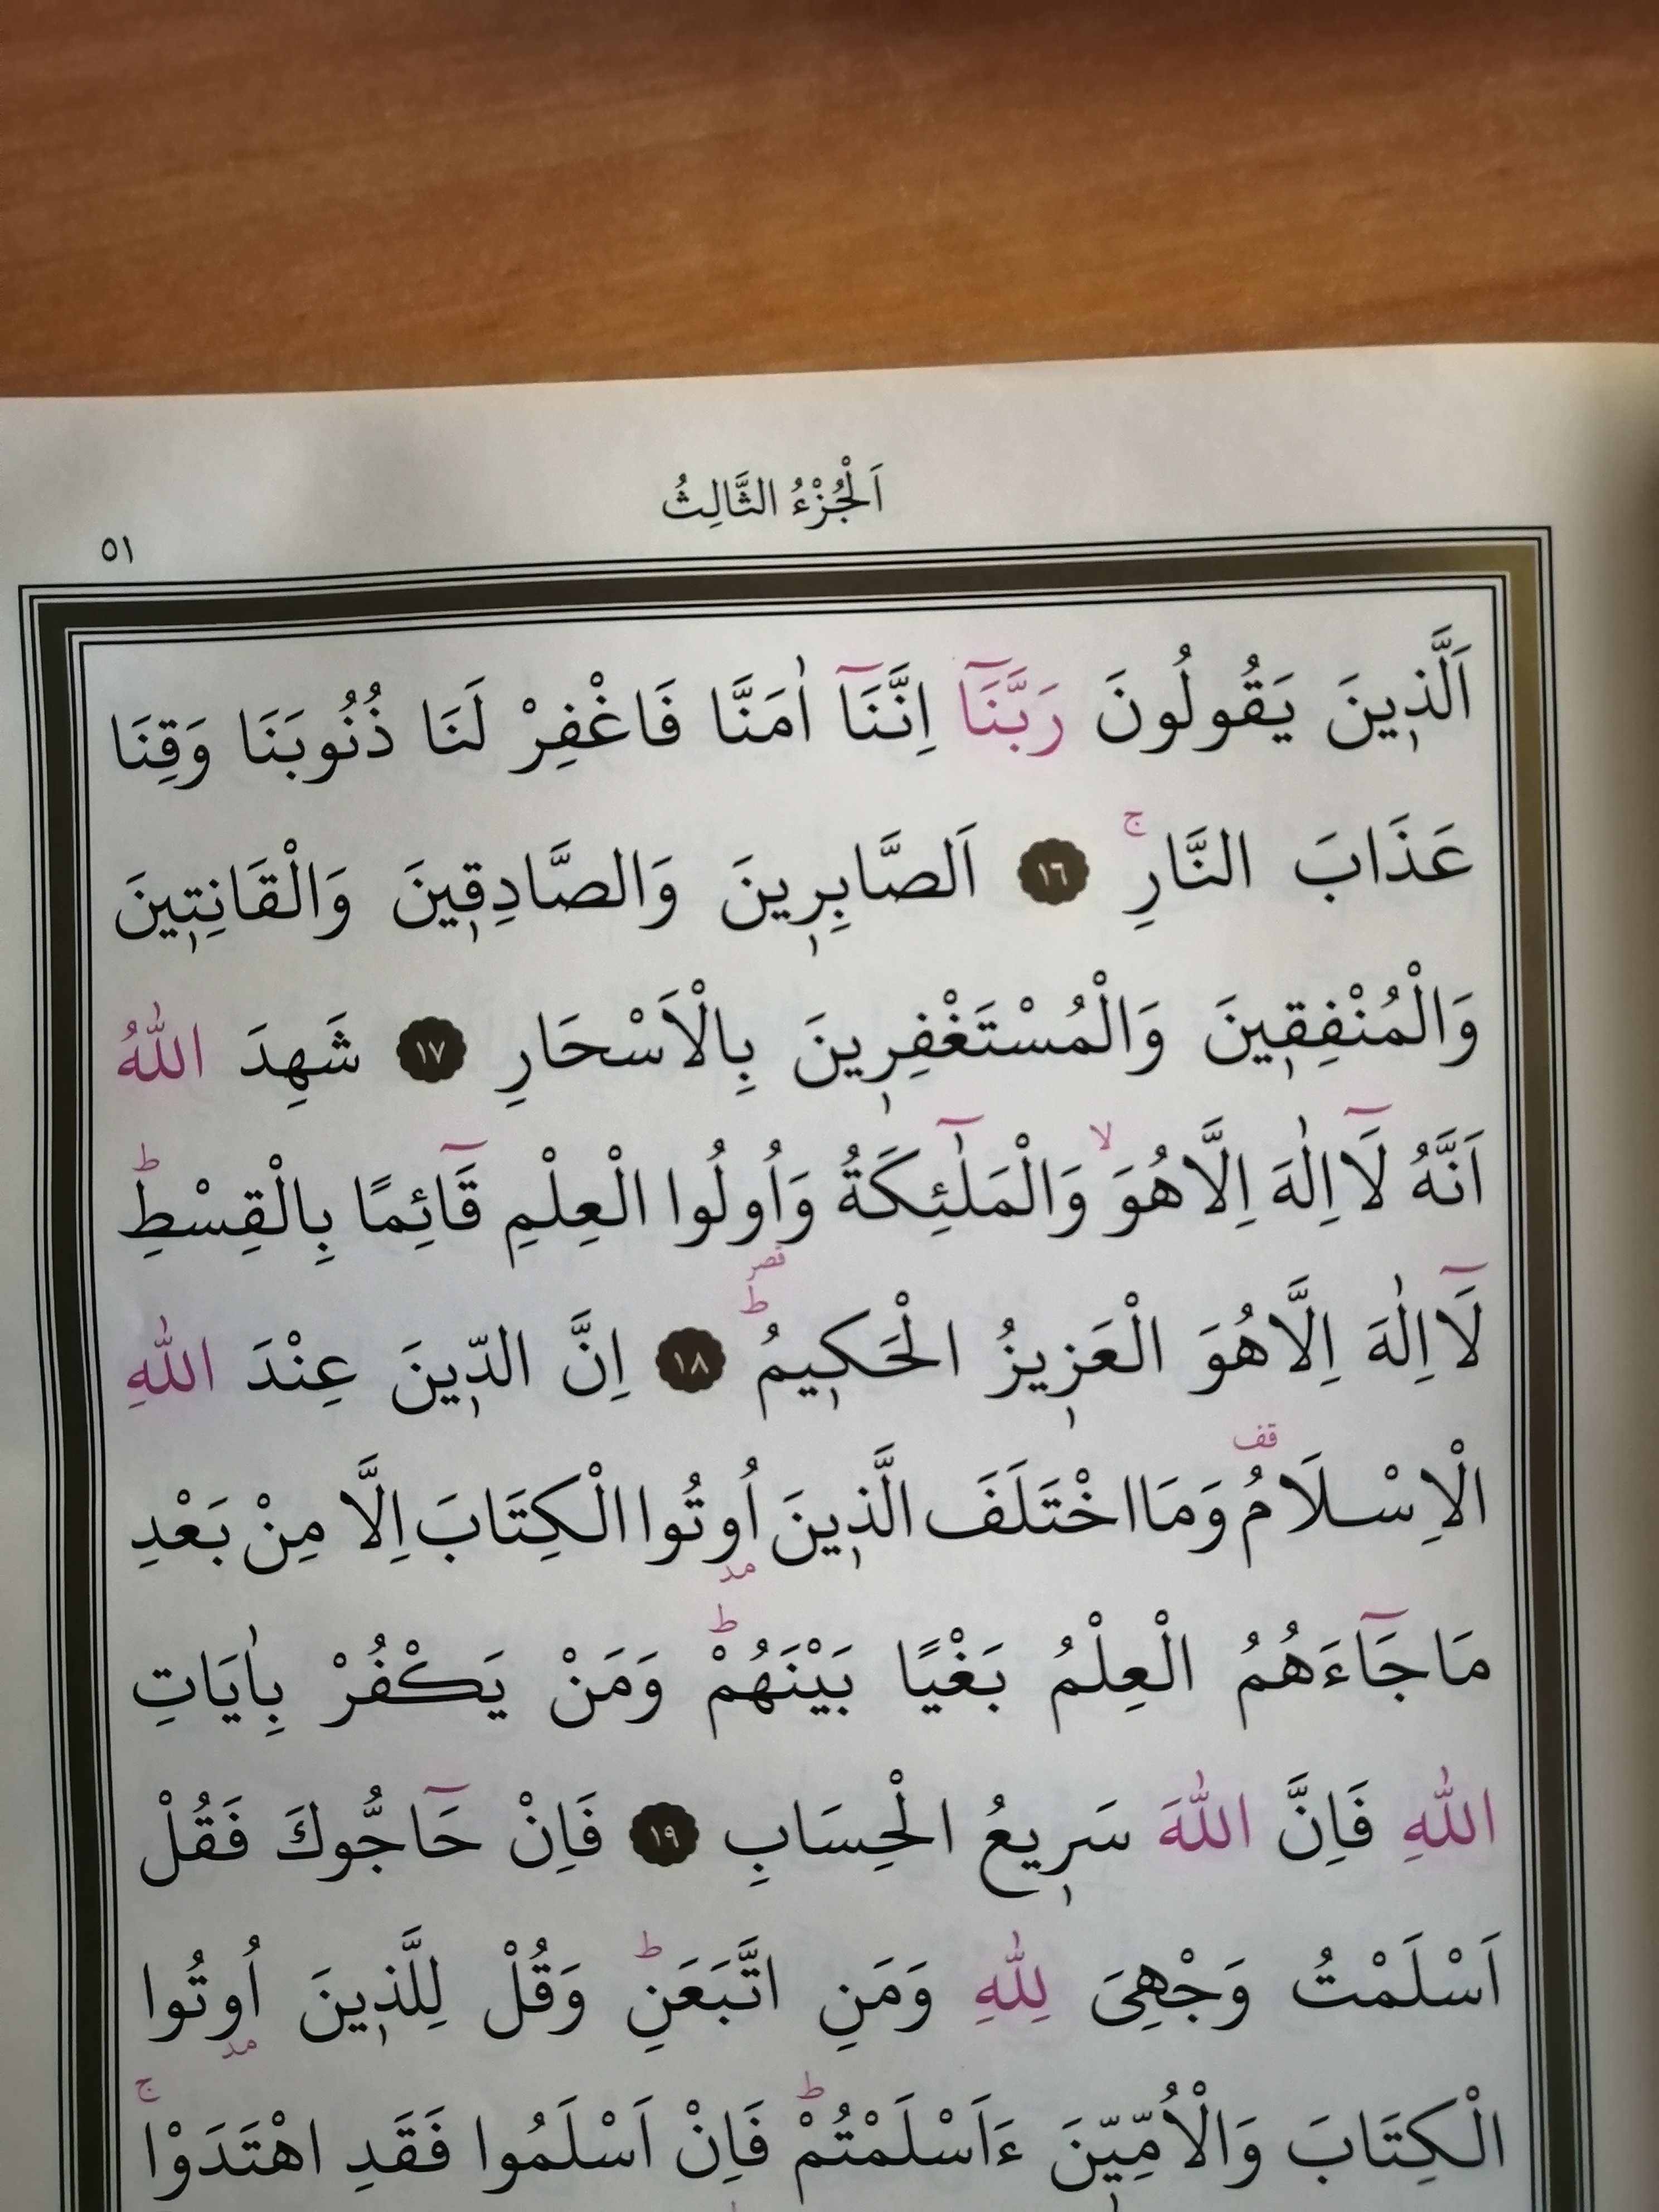 اَلْجُزْءُ الثَّالِثُ
٥١
اَلَّذٖينَ يَقُولُونَ رَبَّنَٓا اِنَّنَٓا اٰمَنَّا فَاغْفِرْ لَنَا ذُنُوبَنَا وَقِنَا
عَذَابَ النَّارِۚ ١٦ اَلصَّابِرٖينَ وَالصَّادِقٖينَ وَالْقَانِتٖينَ
وَالْمُنْفِقٖينَ وَالْمُسْتَغْفِرٖينَ بِالْاَسْحَارِ ١٧ شَهِدَ اللّٰهُ
اَنَّهُ لَٓا اِلٰهَ اِلَّا هُوَۙ وَالْمَلٰٓئِكَةُ وَاُولُوا الْعِلْمِ قَٓائِمًا بِالْقِسْطِؕ
قصر
لَٓا اِلٰهَ اِلَّا هُوَ الْعَزٖيزُ الْحَكٖيمُؕ ١٨ اِنَّ الدّٖينَ عِنْدَ اللّٰهِ
قف
الْاِسْلَامُ وَمَا اخْتَلَفَ الَّذٖينَ اُوتُوا الْكِتَابَ اِلَّا مِنْ بَعْدِ
مد
مَا جَٓاءَهُمُ الْعِلْمُ بَغْيًا بَيْنَهُمْؕ وَمَنْ يَكْفُرْ بِاٰيَاتِ
اللّٰهِ فَاِنَّ اللّٰهَ سَرٖيعُ الْحِسَابِ ١٩ فَاِنْ حَٓاجُّوكَ فَقُلْ
اَسْلَمْتُ وَجْهِىَ لِلّٰهِ وَمَنِ اتَّبَعَنِؕ وَقُلْ لِلَّذٖينَ اُوتُوا
مد
الْكِتَابَ وَالْاُمِّيّٖنَ ءَاَسْلَمْتُمْؕ فَاِنْ اَسْلَمُوا فَقَدِ اهْتَدَوْاۚ